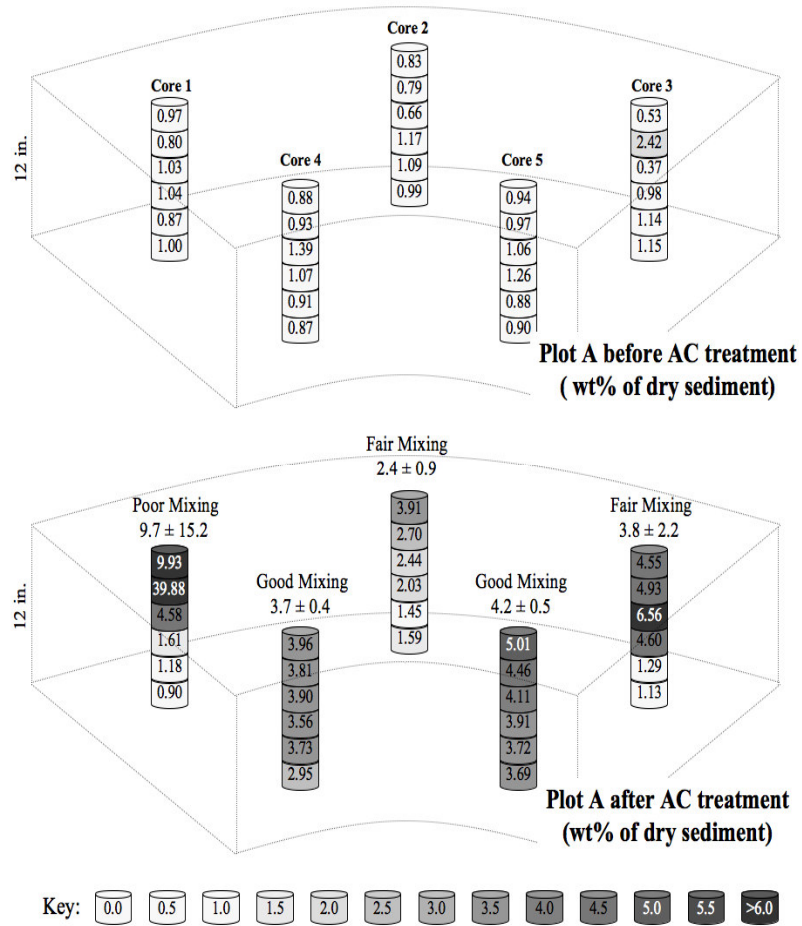 Core 2
0.83
0.79
0.66
1.17
1.09
0.99
Core 1
0.97
0.80
1.03
1.04
0.87
1.00
Core 3
0.53
2.42
0.37
0.98
1.14
1.15
Core 4
0.88
0.93
1.39
1.07
0.91
0.87
Core 5
0.94
0.97
1.06
1.26
0.88
0.90
12 in.
Plot A before AC treatment
( wt% of dry sediment)
Fair Mixing
2.4 ± 0.9
3.91
2.70
2.44
2.03
1.45
1.59
Poor Mixing
9.7 ± 15.2
9.93
39.88
4.58
1.61
1.18
0.90
Fair Mixing
3.8 ± 2.2
4.55
4.93
6.56
4.60
1.29
1.13
Good Mixing
3.7 ± 0.4
3.96
3.81
3.90
3.56
3.73
2.95
Good Mixing
4.2 ± 0.5
5.01
4.46
4.11
3.91
3.72
3.69
12 in.
Plot A after AC treatment
(wt% of dry sediment)
Key: 0.0 0.5 1.0 1.5 2.0 2.5 3.0 3.5 4.0 4.5 5.0 5.5 >6.0